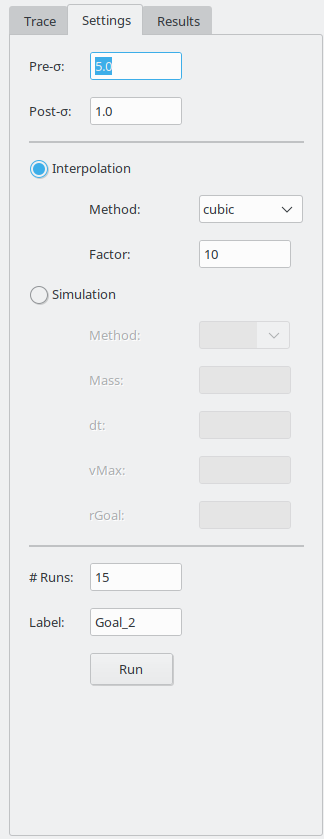 Trace Settings Results
Pre-σ: 5.0
Post-σ: 1.0
Interpolation
Method: cubic
Factor: 10
Simulation
Method:
Mass:
dt:
vMax:
rGoal:
# Runs: 15
Label: Goal_2
Run